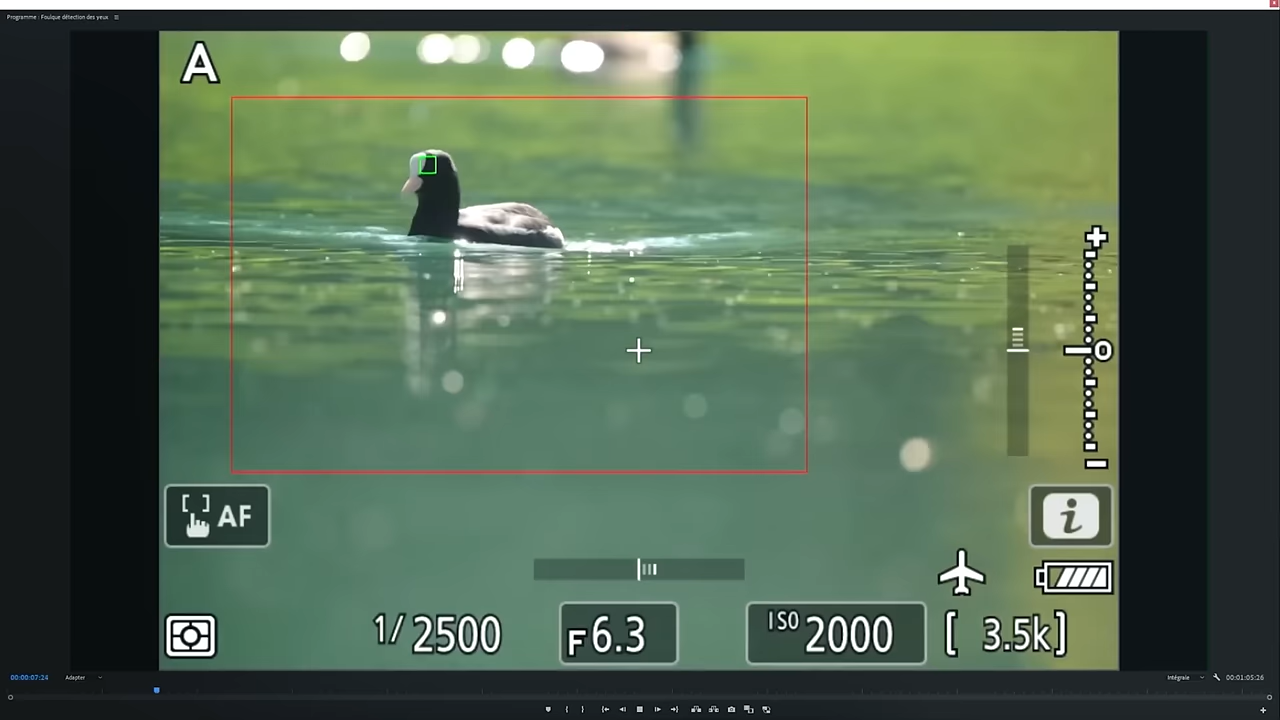 Programme : Foulque détection des yeux
A
AF
i
1/2500
F6.3
ISO 2000
[ 3.5k]
00:00:07:24
Adapter
Intégrale
00:01:05:26